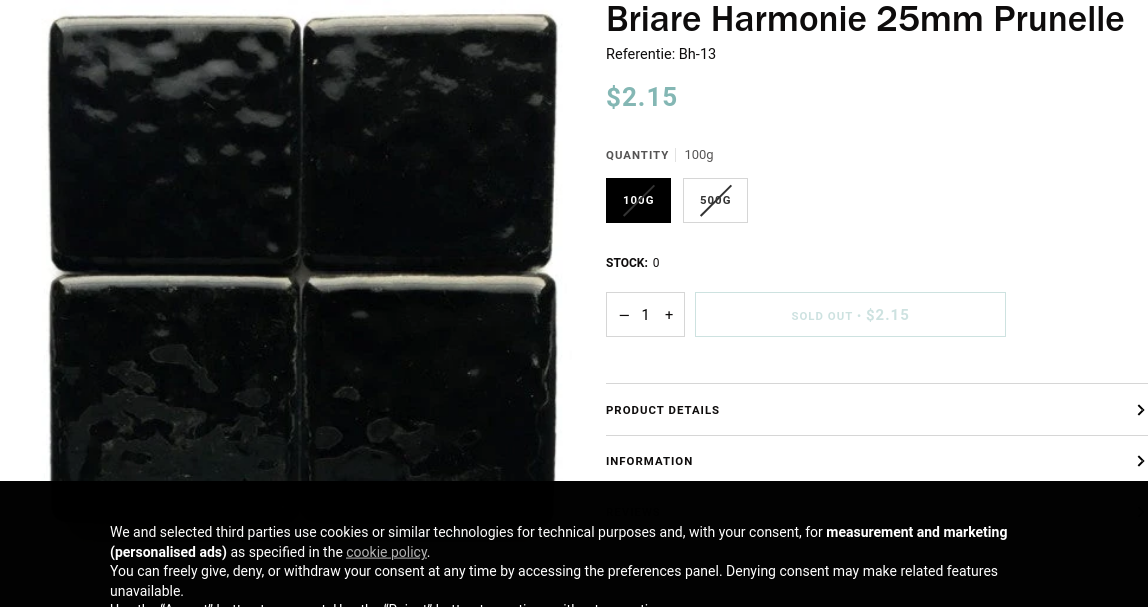 Briare Harmonie 25mm Prunelle
Referentie: Bh-13
$2.15
QUANTITY 100g
100G 500G
STOCK: 0
− 1 + SOLD OUT • $2.15
PRODUCT DETAILS
INFORMATION
We and selected third parties use cookies or similar technologies for technical purposes and, with your consent, for measurement and marketing
(personalised ads) as specified in the cookie policy.
You can freely give, deny, or withdraw your consent at any time by accessing the preferences panel. Denying consent may make related features
unavailable.